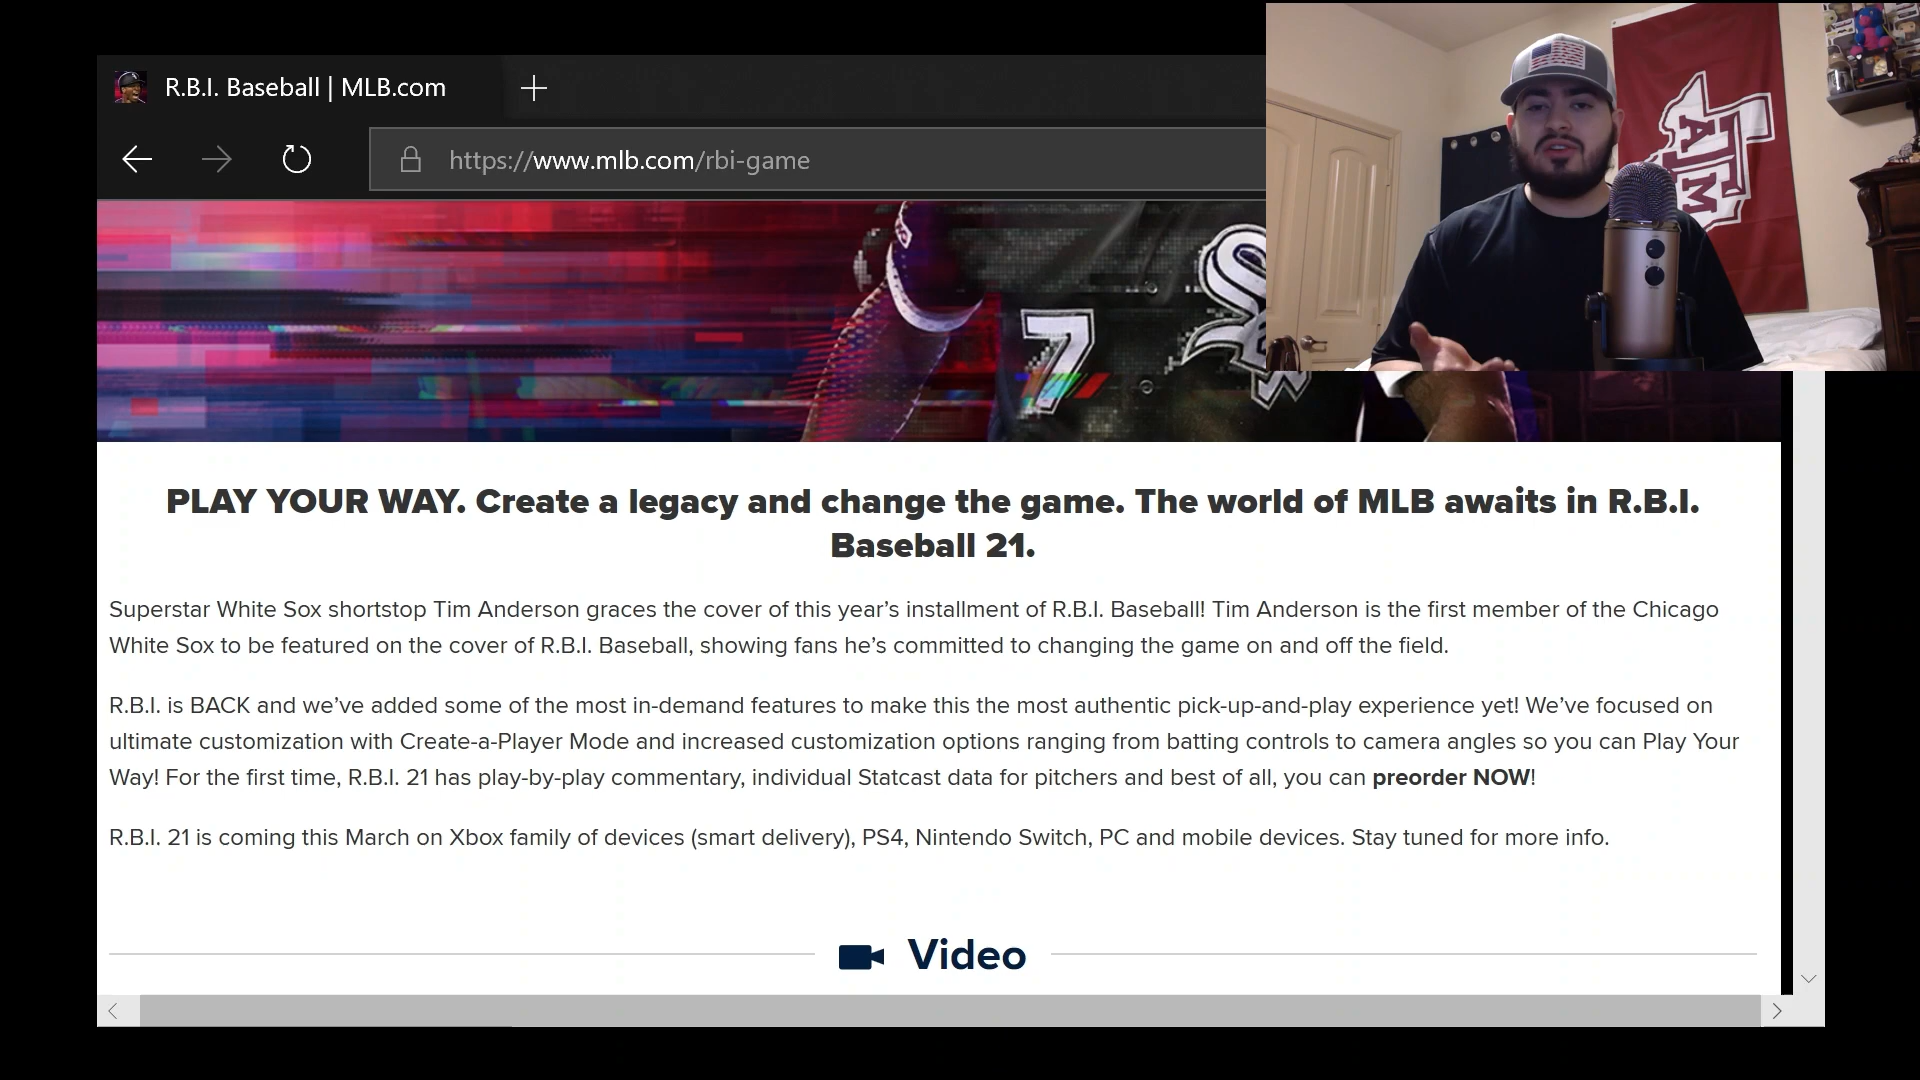 R.B.I. Baseball | MLB.com
https://www.mlb.com/rbi-game
7
ATM
PLAY YOUR WAY. Create a legacy and change the game. The world of MLB awaits in R.B.I.
Baseball 21.
Superstar White Sox shortstop Tim Anderson graces the cover of this year’s installment of R.B.I. Baseball! Tim Anderson is the first member of the Chicago
White Sox to be featured on the cover of R.B.I. Baseball, showing fans he’s committed to changing the game on and off the field.
R.B.I. is BACK and we’ve added some of the most in-demand features to make this the most authentic pick-up-and-play experience yet! We’ve focused on
ultimate customization with Create-a-Player Mode and increased customization options ranging from batting controls to camera angles so you can Play Your
Way! For the first time, R.B.I. 21 has play-by-play commentary, individual Statcast data for pitchers and best of all, you can preorder NOW!
R.B.I. 21 is coming this March on Xbox family of devices (smart delivery), PS4, Nintendo Switch, PC and mobile devices. Stay tuned for more info.
Video